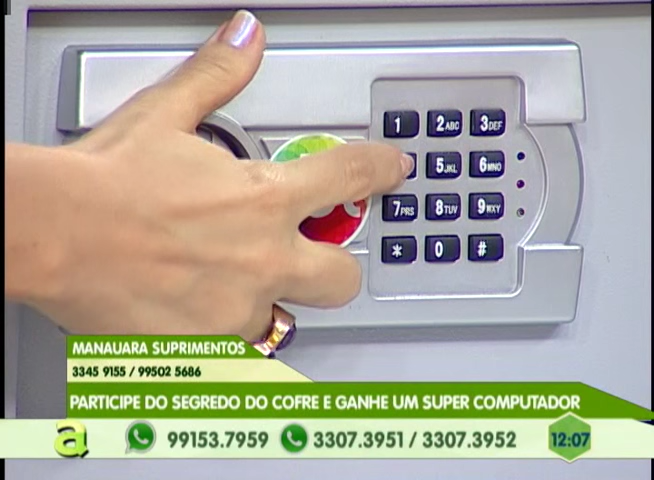 1 2ABC 3DEF
5JKL 6MNO
7PRS 8TUV 9WXY
* 0 #
MANAUARA SUPRIMENTOS
3345 9155 / 99502 5686
PARTICIPE DO SEGREDO DO COFRE E GANHE UM SUPER COMPUTADOR
a 99153.7959 3307.3951 / 3307.3952 12:07